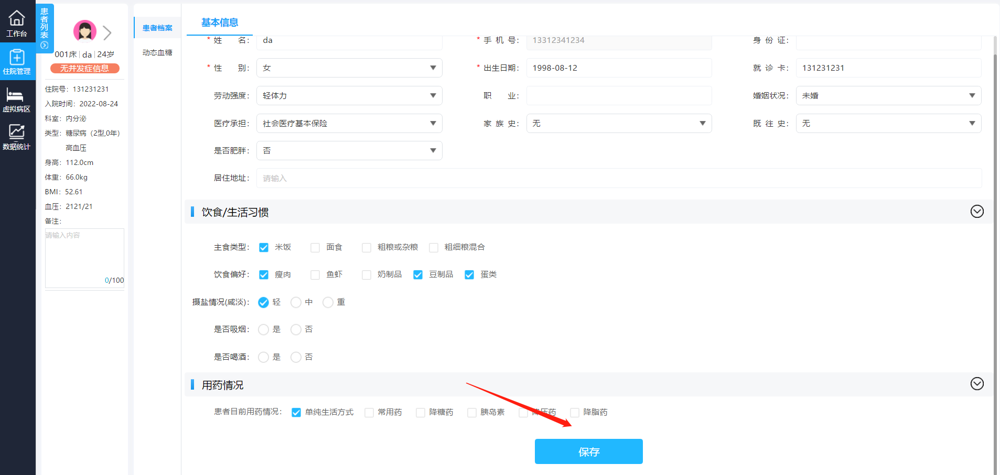 工作台
住院管理
虚拟病区
数据统计
患者列表
001床 | da | 24岁
无并发症信息
住院号：131231231
入院时间：2022-08-24
科室：内分泌
类型：糖尿病（2型,0年）
高血压
身高：112.0cm
体重：66.0kg
BMI：52.61
血压：2121/21
备注：
请输入内容
0/100
患者档案
动态血糖
基本信息
* 姓 名： da * 手 机 号： 13312341234 身 份 证：
* 性 别： 女 * 出生日期： 1998-08-12 就 诊 卡： 131231231
劳动强度： 轻体力 职 业： 婚姻状况： 未婚
医疗承担： 社会医疗基本保险 家 族 史： 无 既 往 史： 无
是否肥胖： 否
居住地址： 请输入
饮食/生活习惯
主食类型： 米饭 面食 粗粮或杂粮 粗细粮混合
饮食偏好： 瘦肉 鱼虾 奶制品 豆制品 蛋类
摄盐情况(咸淡)： 轻 中 重
是否吸烟： 是 否
是否喝酒： 是 否
用药情况
患者目前用药情况： 单纯生活方式 常用药 降糖药 胰岛素 降压药 降脂药
保存